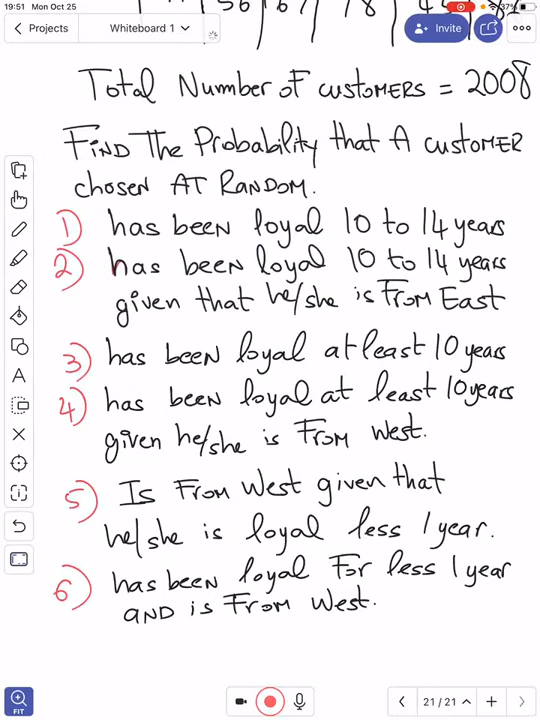 19:51 Mon Oct 25
37%
Projects
Whiteboard 1
Invite
Total Number of customers = 2008
Find The Probability that A customer
chosen AT RANDOM.
1) has been loyal 10 to 14 years
2) has been loyal 10 to 14 years
given that he/she is From East
3) has been loyal at least 10 years
4) has been loyal at least 10 years
given he/she is From West.
5) Is From West given that
he/she is loyal less 1 year.
6) has been loyal For less 1 year
AND is From West.
A
FIT
21/21